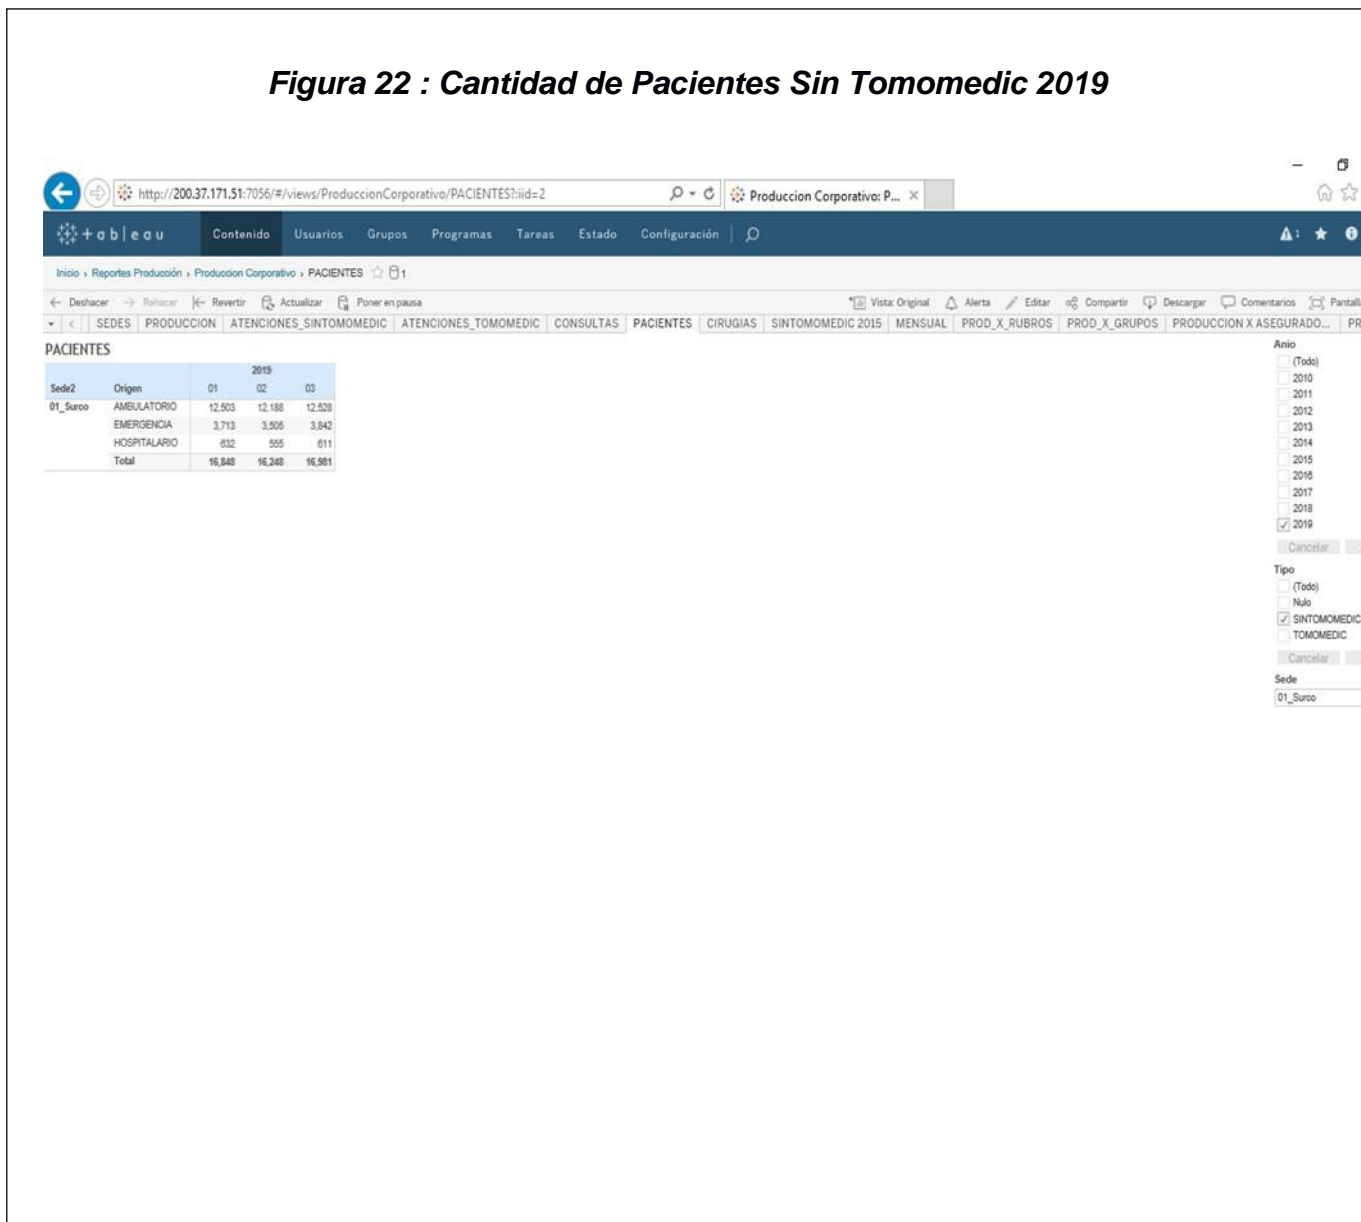 Figura 22 : Cantidad de Pacientes Sin Tomomedic 2019
http://200.37.171.51:7056/#/views/ProduccionCorporativo/PACIENTES?:iid=2
Produccion Corporativo: P... ×
+ a b | e a u Contenido Usuarios Grupos Programas Tareas Estado Configuración
Inicio › Reportes Producción › Produccion Corporativo › PACIENTES 1
← Deshacer → Rehacer Revertir Actualizar Poner en pausa Vista: Original Alerta Editar Compartir Descargar Comentarios Pantalla
SEDES PRODUCCION ATENCIONES_SINTOMOMEDIC ATENCIONES_TOMOMEDIC CONSULTAS PACIENTES CIRUGIAS SINTOMOMEDIC 2015 MENSUAL PROD_X_RUBROS PROD_X_GRUPOS PRODUCCION X ASEGURADO... PR
PACIENTES
2019
Sede2 Origen 01 02 03
01_Surco AMBULATORIO 12,503 12,188 12,528
EMERGENCIA 3,713 3,505 3,842
HOSPITALARIO 632 555 611
Total 16,848 16,248 16,981
Anio
(Todo)
2010
2011
2012
2013
2014
2015
2016
2017
2018
2019
Cancelar
Tipo
(Todo)
Nulo
SINTOMOMEDIC
TOMOMEDIC
Cancelar
Sede
01_Surco